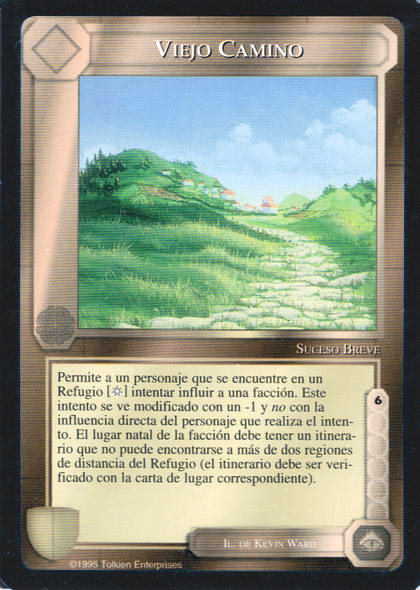 Viejo Camino
Suceso Breve
Permite a un personaje que se encuentre en un
Refugio [☼] intentar influir a una facción. Este
intento se ve modificado con un -1 y no con la
influencia directa del personaje que realiza el inten-
to. El lugar natal de la facción debe tener un itinera-
rio que no puede encontrarse a más de dos regiones
de distancia del Refugio (el itinerario debe ser veri-
ficado con la carta de lugar correspondiente).
6
Il. de Kevin Ward
©1995 Tolkien Enterprises